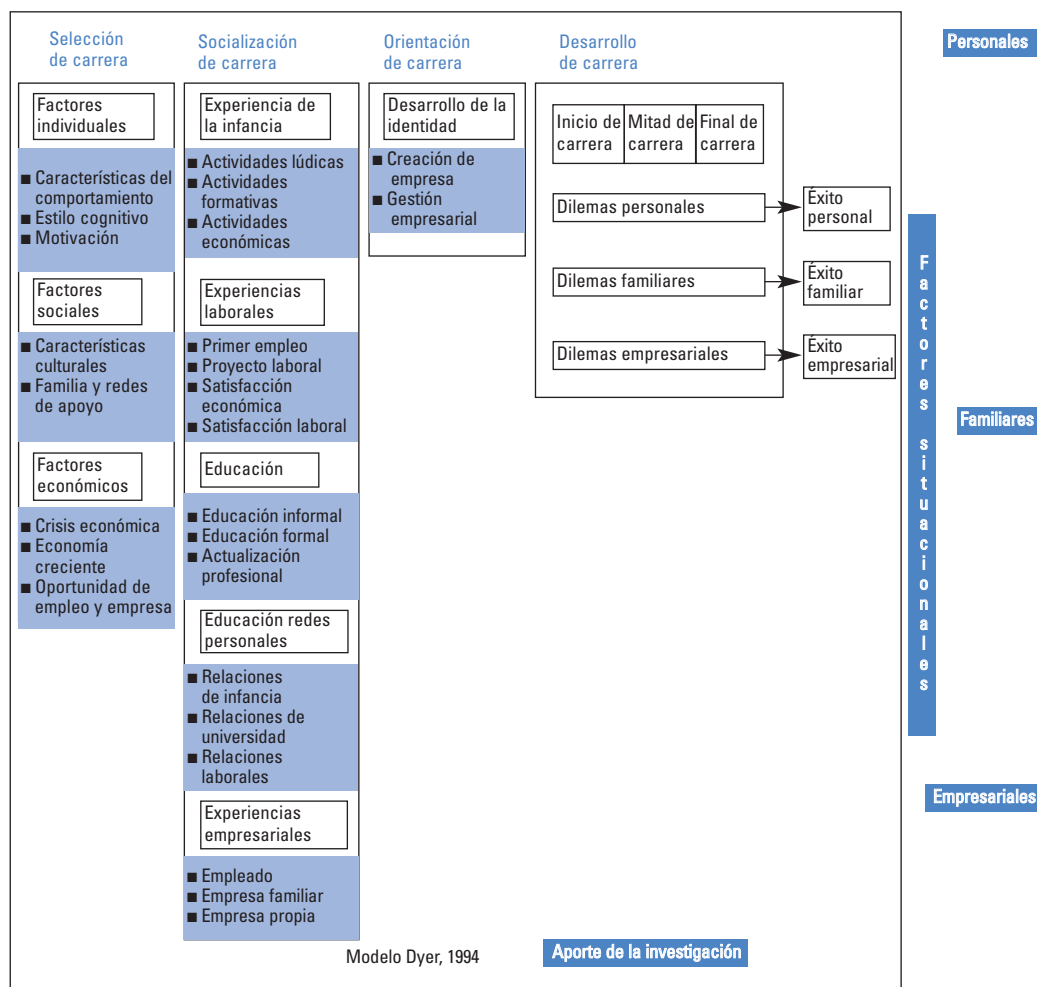 Selección
de carrera
Factores
individuales
■ Características del
comportamiento
■ Estilo cognitivo
■ Motivación
Factores
sociales
■ Características
culturales
■ Familia y redes
de apoyo
Factores
económicos
■ Crisis económica
■ Economía
creciente
■ Oportunidad de
empleo y empresa
Socialización
de carrera
Experiencia de
la infancia
■ Actividades lúdicas
■ Actividades
formativas
■ Actividades
económicas
Experiencias
laborales
■ Primer empleo
■ Proyecto laboral
■ Satisfacción
económica
■ Satisfacción laboral
Educación
■ Educación informal
■ Educación formal
■ Actualización
profesional
Educación redes
personales
■ Relaciones
de infancia
■ Relaciones de
universidad
■ Relaciones
laborales
Experiencias
empresariales
■ Empleado
■ Empresa familiar
■ Empresa propia
Orientación
de carrera
Desarrollo de la
identidad
■ Creación de
empresa
■ Gestión
empresarial
Desarrollo
de carrera
Inicio de
carrera
Mitad de
carrera
Final de
carrera
Dilemas personales
Éxito
personal
Dilemas familiares
Éxito
familiar
Dilemas empresariales
Éxito
empresarial
Factores situacionales
Personales
Familiares
Empresariales
Modelo Dyer, 1994
Aporte de la investigación